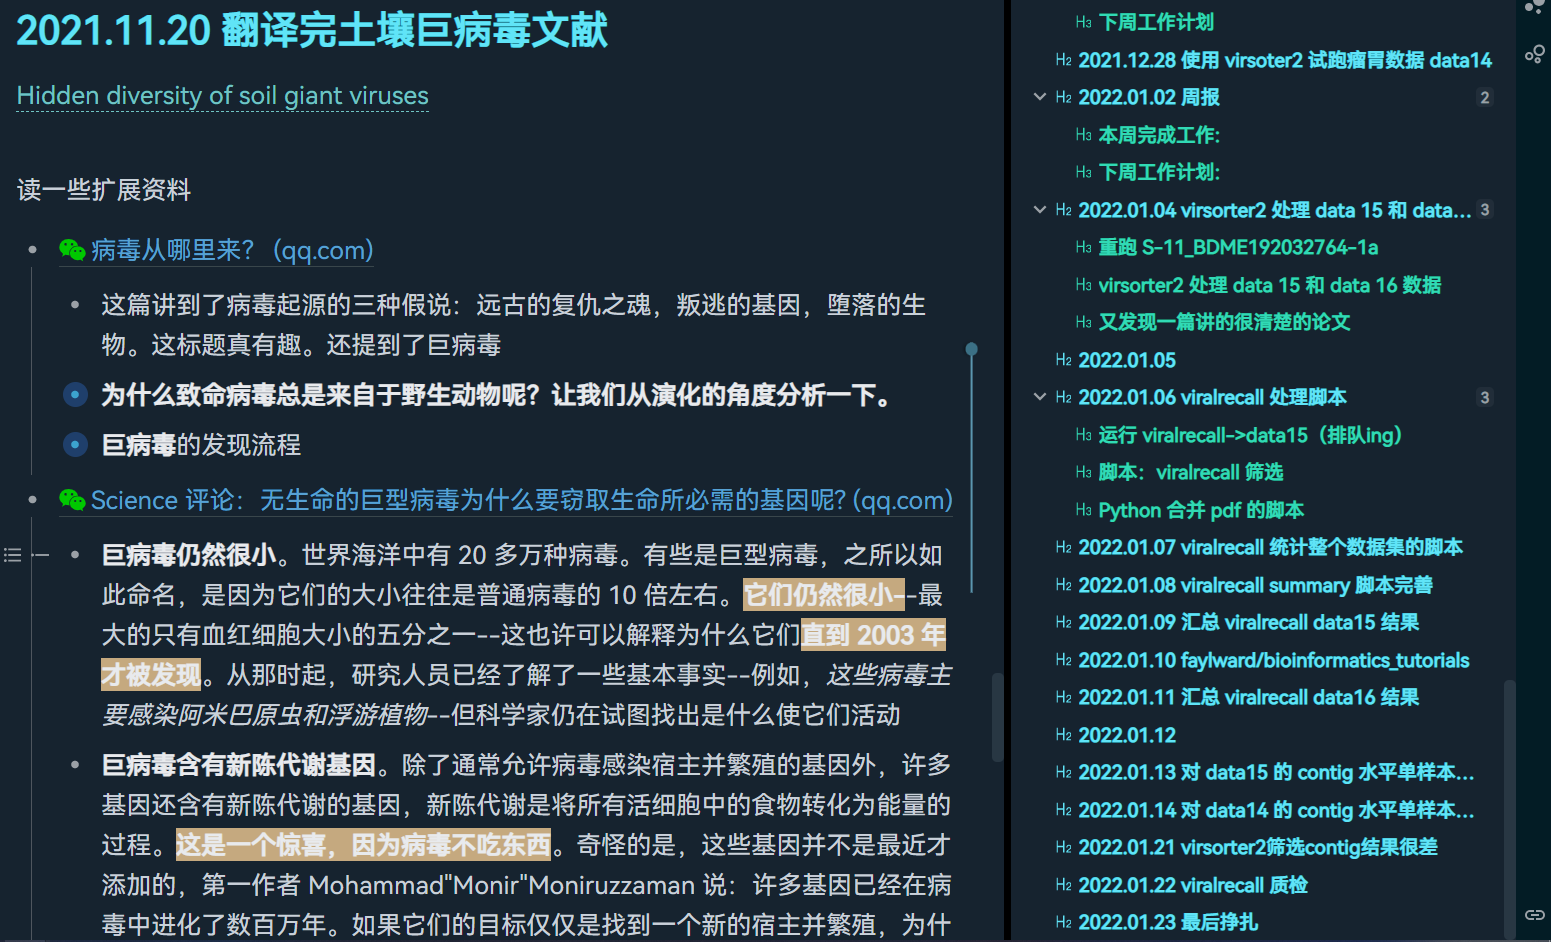 2021.11.20 翻译完土壤巨病毒文献
Hidden diversity of soil giant viruses
读一些扩展资料
病毒从哪里来？ (qq.com)
这篇讲到了病毒起源的三种假说：远古的复仇之魂，叛逃的基因，堕落的生
物。这标题真有趣。还提到了巨病毒
为什么致命病毒总是来自于野生动物呢？让我们从演化的角度分析一下。
巨病毒的发现流程
Science 评论：无生命的巨型病毒为什么要窃取生命所必需的基因呢? (qq.com)
巨病毒仍然很小。世界海洋中有 20 多万种病毒。有些是巨型病毒，之所以如
此命名，是因为它们的大小往往是普通病毒的 10 倍左右。它们仍然很小--最
大的只有血红细胞大小的五分之一--这也许可以解释为什么它们直到 2003 年
才被发现。从那时起，研究人员已经了解了一些基本事实--例如，这些病毒主
要感染阿米巴原虫和浮游植物--但科学家仍在试图找出是什么使它们活动
巨病毒含有新陈代谢基因。除了通常允许病毒感染宿主并繁殖的基因外，许多
基因还含有新陈代谢的基因，新陈代谢是将所有活细胞中的食物转化为能量的
过程。这是一个惊喜，因为病毒不吃东西。奇怪的是，这些基因并不是最近才
添加的，第一作者 Mohammad"Monir"Moniruzzaman 说：许多基因已经在病
毒中进化了数百万年。如果它们的目标仅仅是找到一个新的宿主并繁殖，为什
H3 下周工作计划
H2 2021.12.28 使用 virsoter2 试跑瘤胃数据 data14
H2 2022.01.02 周报 2
H3 本周完成工作:
H3 下周工作计划:
H2 2022.01.04 virsorter2 处理 data 15 和 data... 3
H3 重跑 S-11_BDME192032764-1a
H3 virsorter2 处理 data 15 和 data 16 数据
H3 又发现一篇讲的很清楚的论文
H2 2022.01.05
H2 2022.01.06 viralrecall 处理脚本 3
H3 运行 viralrecall->data15（排队ing）
H3 脚本：viralrecall 筛选
H3 Python 合并 pdf 的脚本
H2 2022.01.07 viralrecall 统计整个数据集的脚本
H2 2022.01.08 viralrecall summary 脚本完善
H2 2022.01.09 汇总 viralrecall data15 结果
H2 2022.01.10 faylward/bioinformatics_tutorials
H2 2022.01.11 汇总 viralrecall data16 结果
H2 2022.01.12
H2 2022.01.13 对 data15 的 contig 水平单样本...
H2 2022.01.14 对 data14 的 contig 水平单样本...
H2 2022.01.21 virsorter2筛选contig结果很差
H2 2022.01.22 viralrecall 质检
H2 2022.01.23 最后挣扎